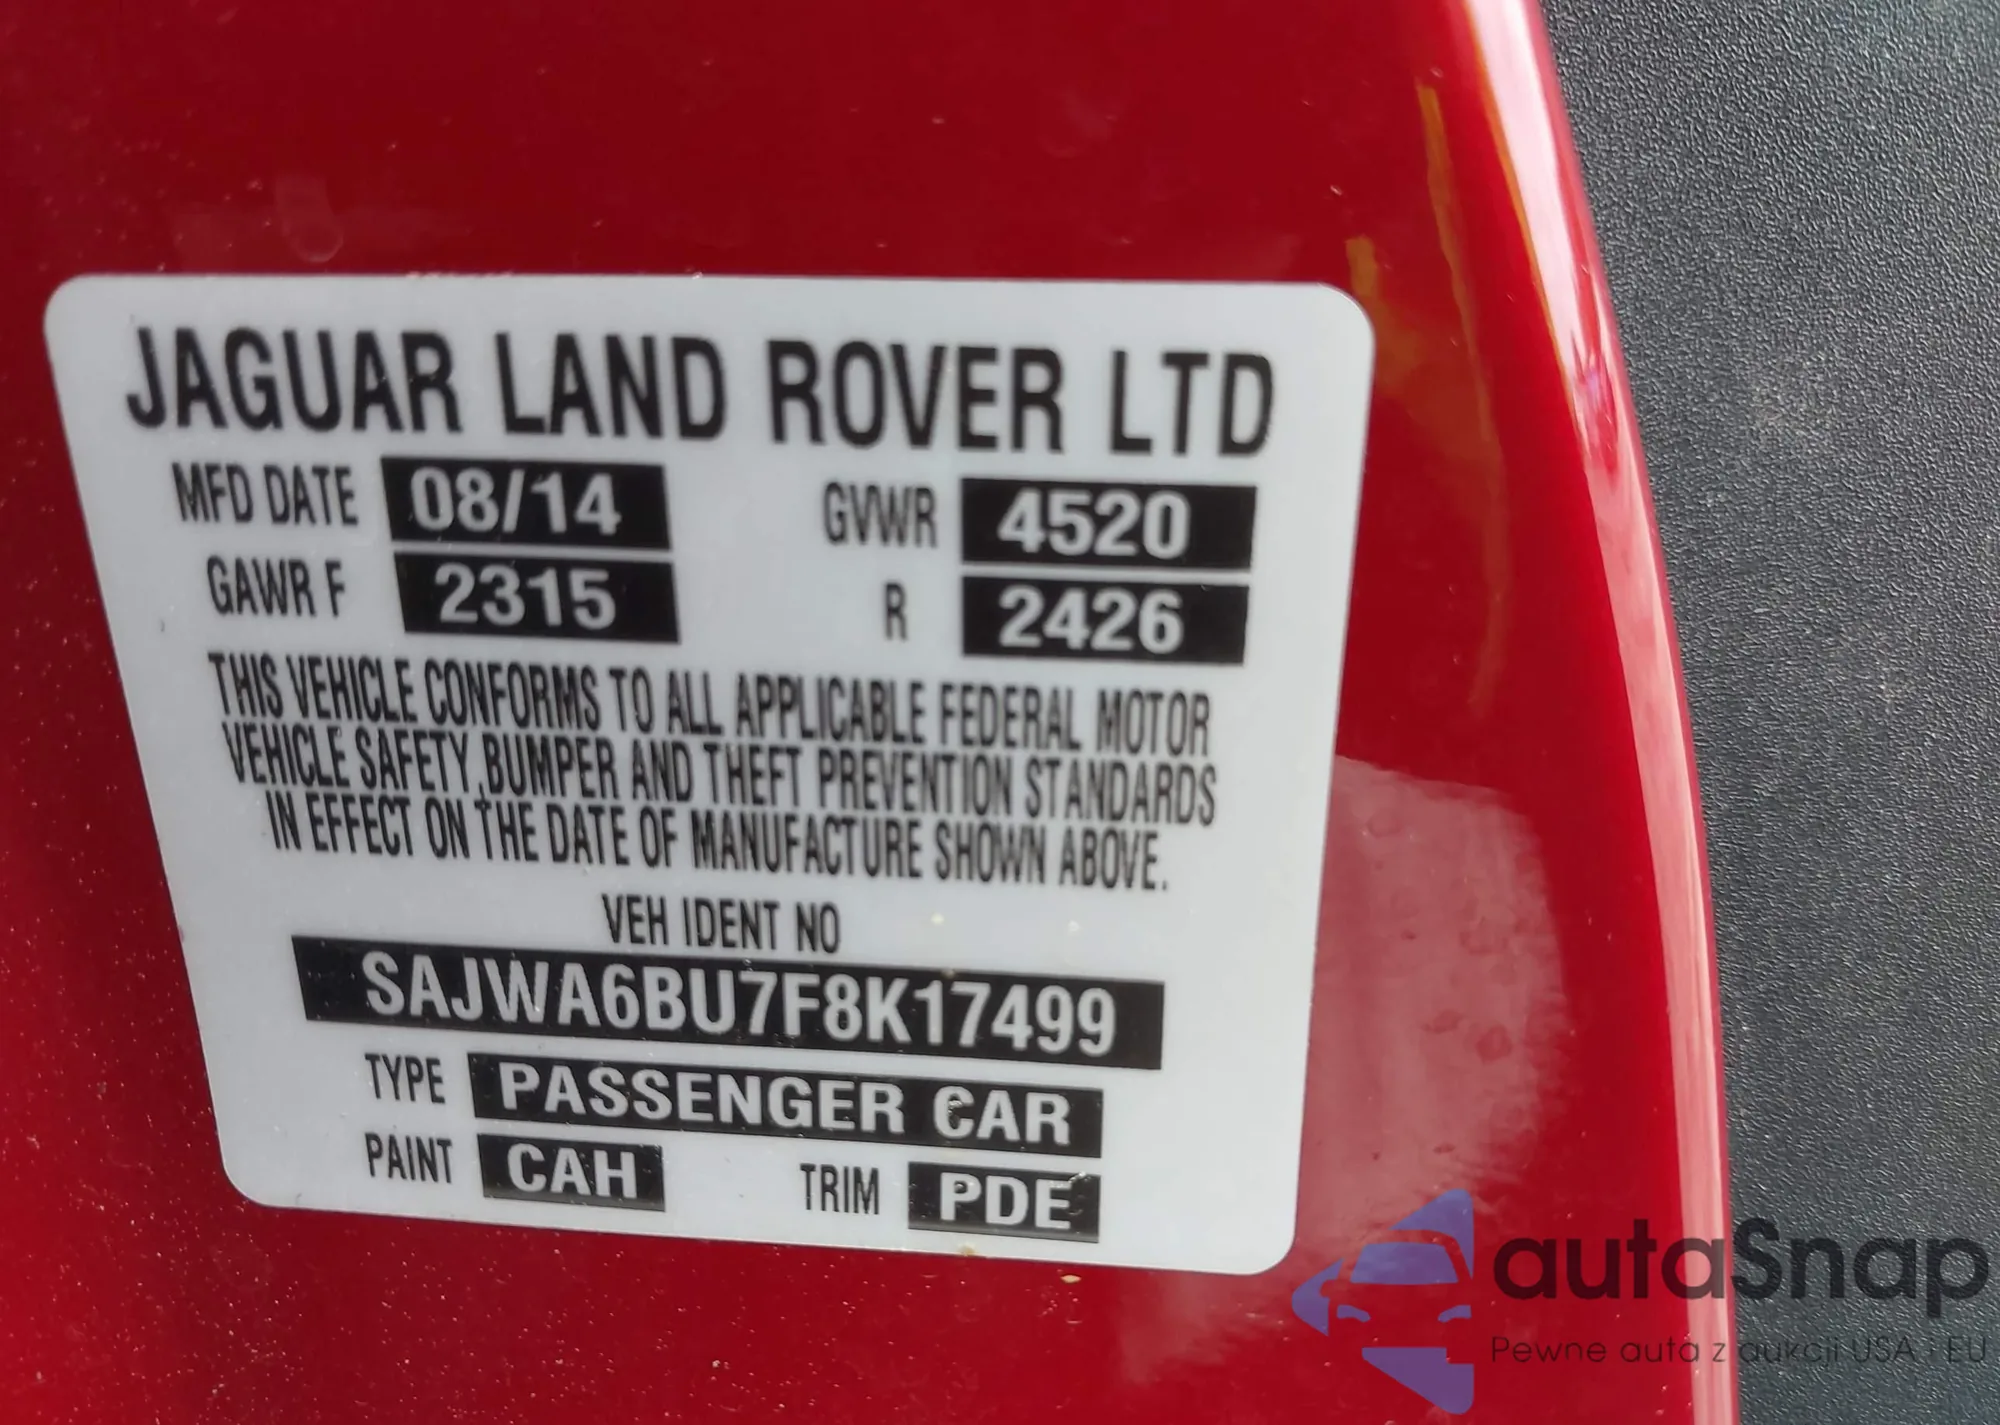 JAGUAR LAND ROVER LTD
MFD DATE 08/14 GVWR 4520
GAWR F 2315 R 2426
THIS VEHICLE CONFORMS TO ALL APPLICABLE FEDERAL MOTOR
VEHICLE SAFETY, BUMPER AND THEFT PREVENTION STANDARDS
IN EFFECT ON THE DATE OF MANUFACTURE SHOWN ABOVE.
VEH IDENT NO
SAJWA6BU7F8K17499
TYPE PASSENGER CAR
PAINT CAH TRIM PDE
autaSnap
Pewne auta z aukcji USA - EU